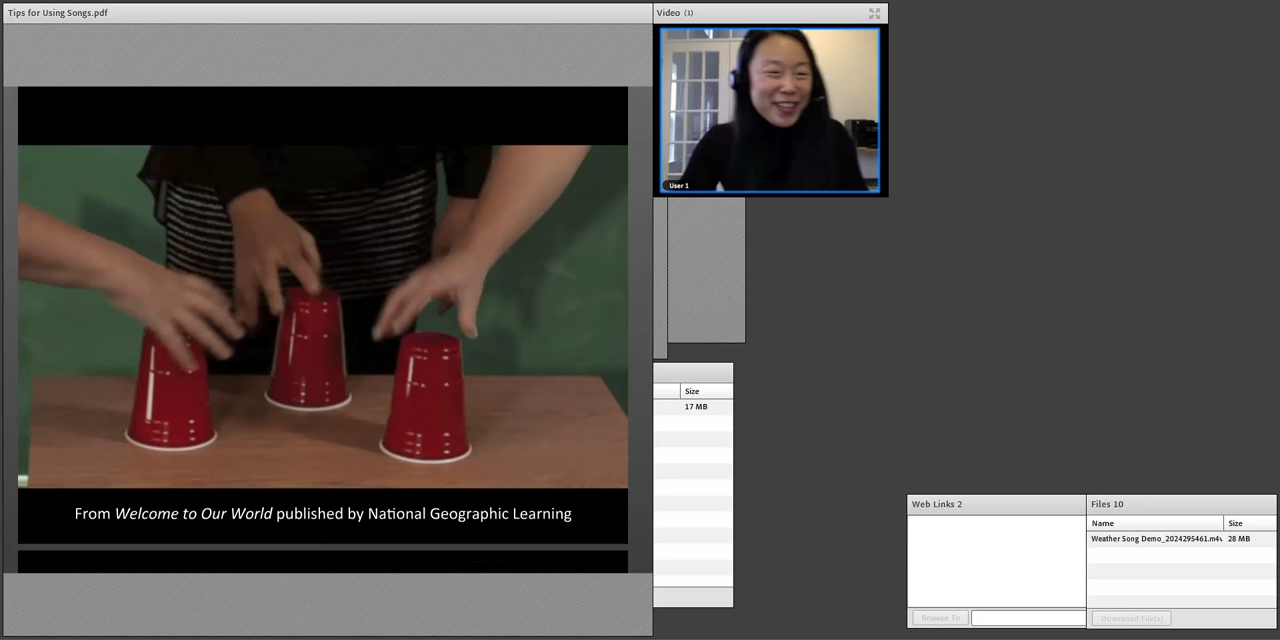 Tips for Using Songs.pdf
Video (1)
User 1
Size
17 MB
From Welcome to Our World published by National Geographic Learning
Web Links 2
Files 10
Name
Size
Weather Song Demo_2024295461.m4v
28 MB
Browse To
Download File(s)